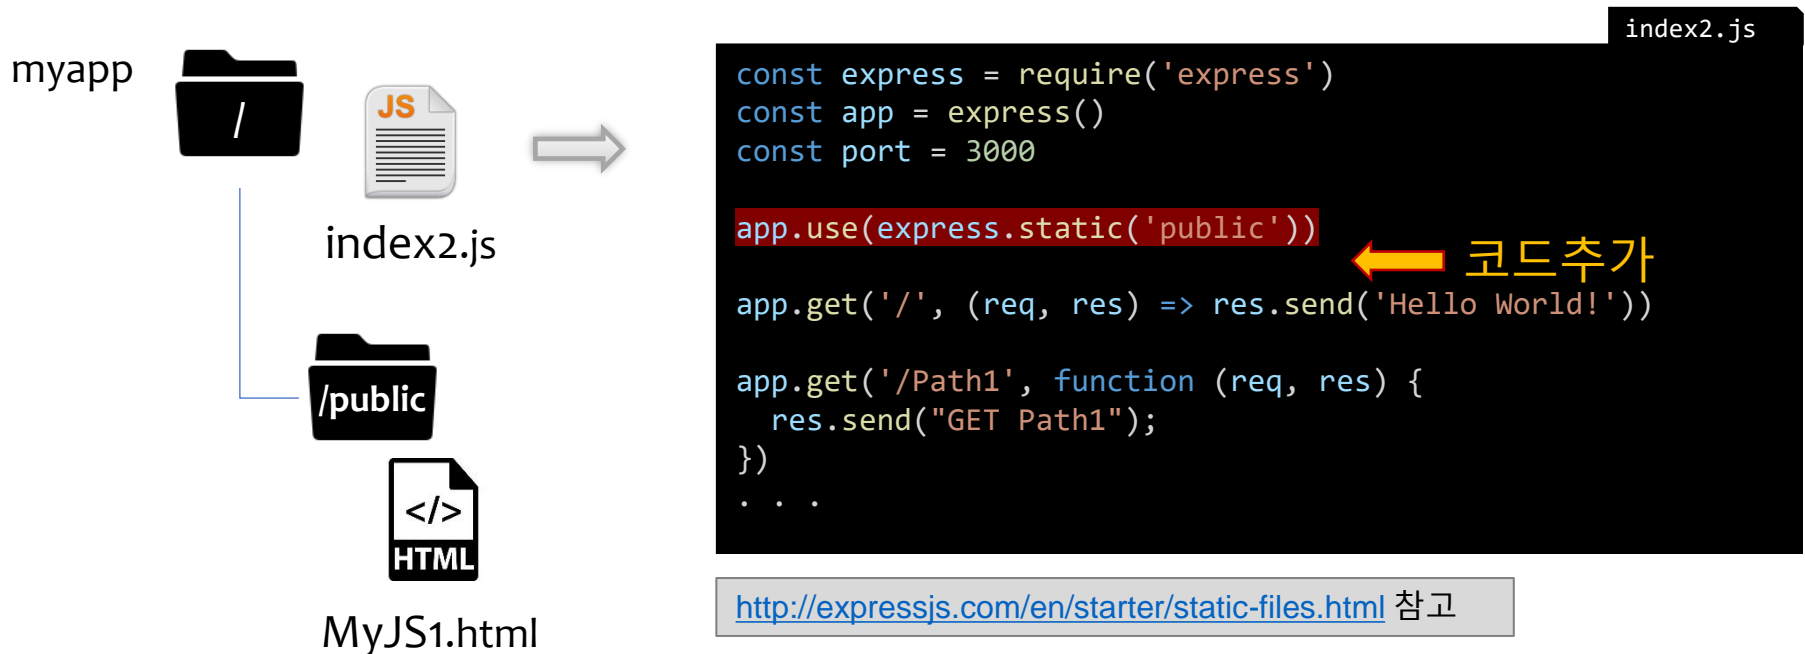 myapp
/
JS
index2.js
/public
</>
HTML
MyJS1.html
index2.js
const express = require('express')
const app = express()
const port = 3000
app.use(express.static('public'))
코드추가
app.get('/', (req, res) => res.send('Hello World!'))
app.get('/Path1', function (req, res) {
  res.send("GET Path1");
})
. . .
http://expressjs.com/en/starter/static-files.html 참고